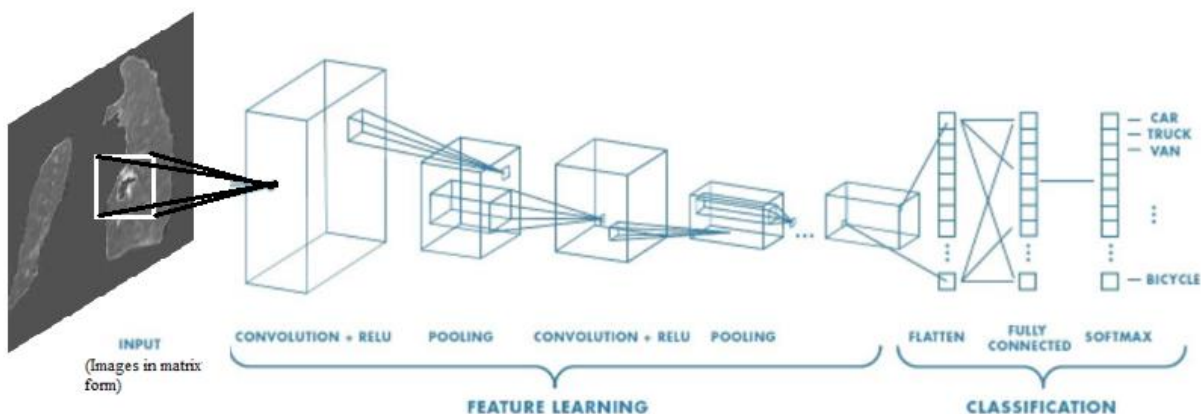 CAR
TRUCK
VAN
BICYCLE
INPUT
(Images in matrix
form)
CONVOLUTION + RELU
POOLING
CONVOLUTION + RELU
POOLING
FLATTEN
FULLY
CONNECTED
SOFTMAX
FEATURE LEARNING
CLASSIFICATION